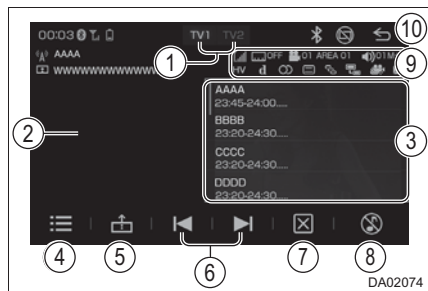 00:03 TV1 TV2 10
AAAA OFF 01 AREA 01 01 M
WWWWWWWWWWWWW HV d
1 9
AAAA
23:45-24:00....
2 BBBB 3
23:20-24:30....
CCCC
23:20-24:30....
DDDD
23:20-24:30....
4 5 6 7 8
DA02074